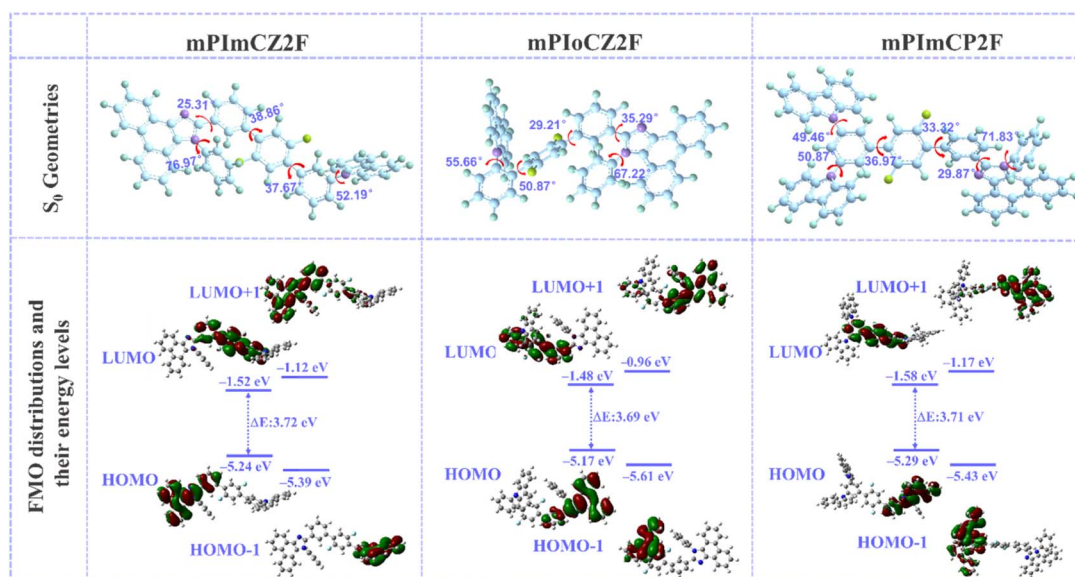 mPImCZ2F
mPIoCZ2F
mPImCP2F
S0 Geometries
25.31
38.86°
76.97°
37.67°
52.19°
55.66°
29.21°
35.29°
50.87°
67.22°
49.46°
50.87
33.32°
71.83°
36.97°
29.87°
FMO distributions and
their energy levels
LUMO+1
LUMO
−1.12 eV
−1.52 eV
ΔE:3.72 eV
−5.24 eV
HOMO
−5.39 eV
HOMO-1
LUMO+1
LUMO
−0.96 eV
−1.48 eV
ΔE:3.69 eV
−5.17 eV
HOMO
−5.61 eV
HOMO-1
LUMO+1
LUMO
−1.17 eV
−1.58 eV
ΔE:3.71 eV
−5.29 eV
HOMO
−5.43 eV
HOMO-1